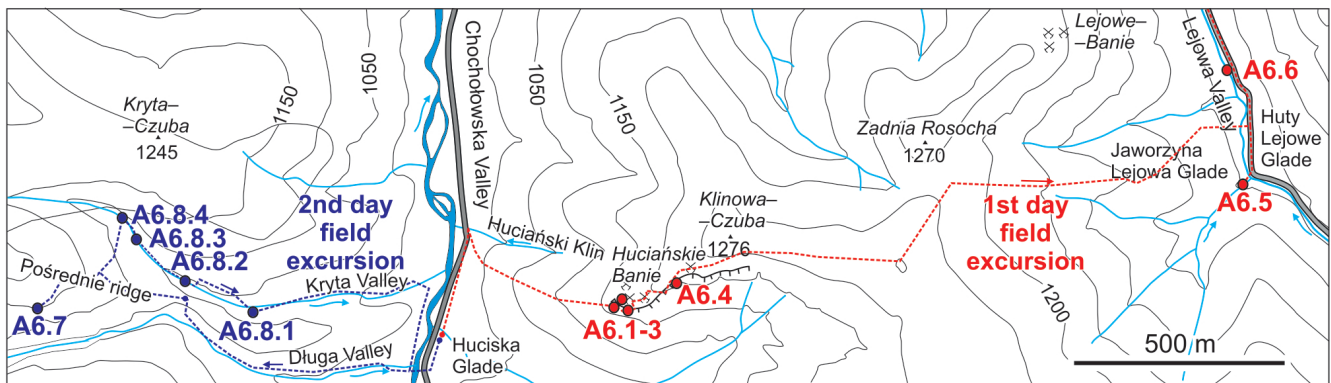 Kryta–
–Czuba
1245
1150
1050
Chochołowska Valley
1050
1150
Lejowe–
–Banie
Lejowa Valley
A6.6
Huty
Lejowe
Glade
Zadnia Rosocha
1270
Jaworzyna
Lejowa Glade
A6.5
1st day
field
excursion
1200
500 m
Klinowa–
–Czuba
1276
Huciański Klin
Huciańskie
Banie
A6.4
A6.1-3
2nd day
field
excursion
A6.8.4
A6.8.3
A6.8.2
Kryta Valley
A6.8.1
Pośrednie ridge
A6.7
Długa Valley
Huciska
Glade